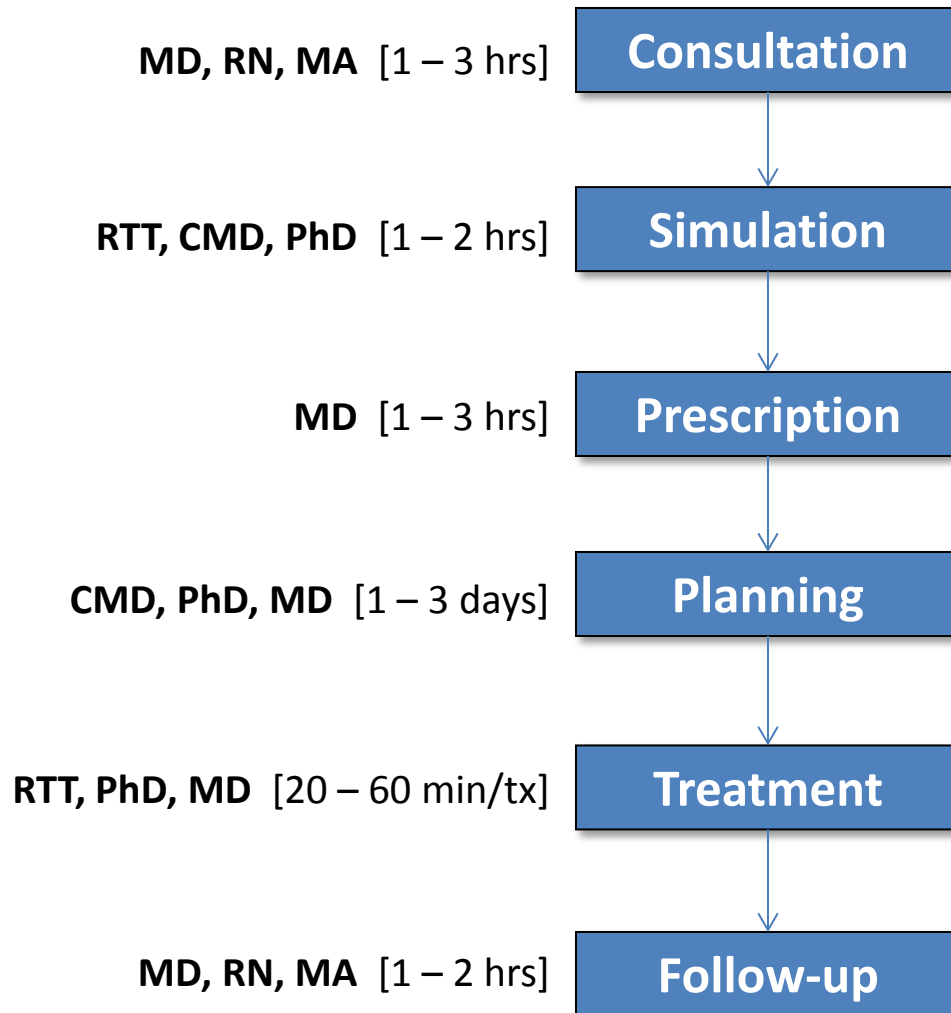 MD, RN, MA [1 – 3 hrs] Consultation
RTT, CMD, PhD [1 – 2 hrs] Simulation
MD [1 – 3 hrs] Prescription
CMD, PhD, MD [1 – 3 days] Planning
RTT, PhD, MD [20 – 60 min/tx] Treatment
MD, RN, MA [1 – 2 hrs] Follow-up